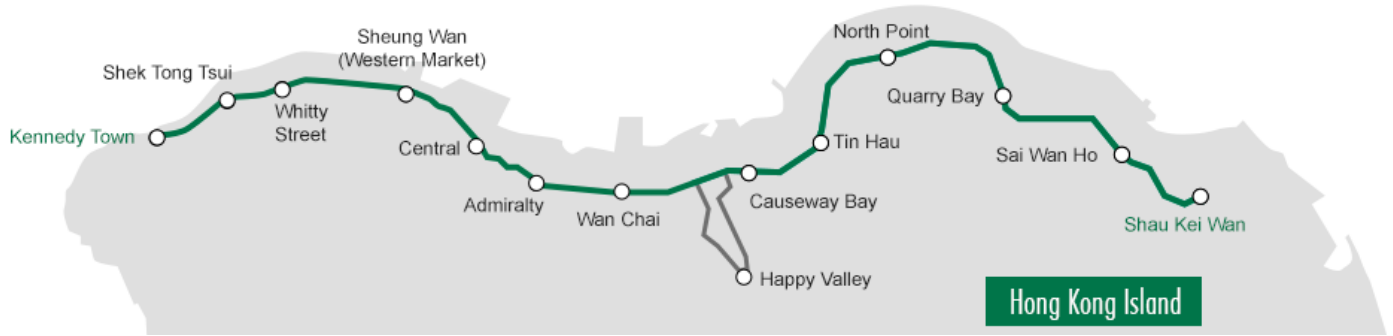 Kennedy Town
Shek Tong Tsui
Whitty
Street
Sheung Wan
(Western Market)
Central
Admiralty
Wan Chai
Causeway Bay
Happy Valley
Tin Hau
North Point
Quarry Bay
Sai Wan Ho
Shau Kei Wan
Hong Kong Island